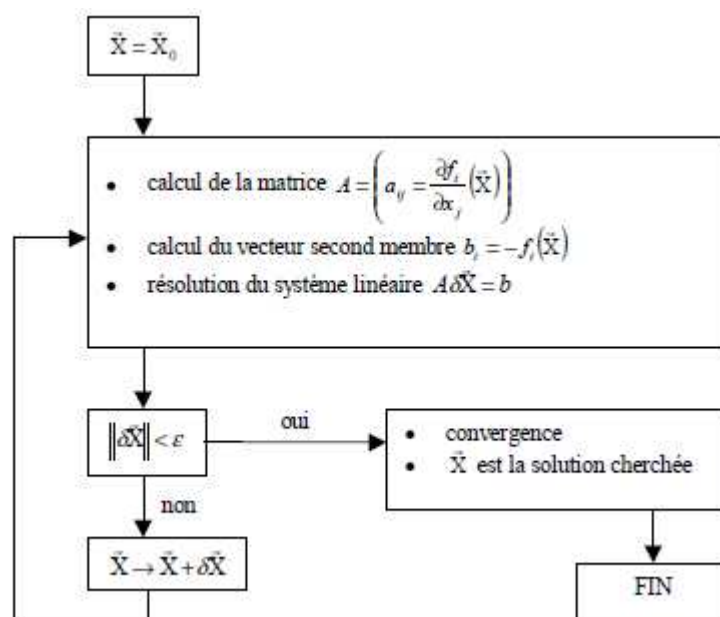 X⃗ = X⃗₀
• calcul de la matrice A = ( a_ij = ∂f_i/∂x_j (X⃗) )
• calcul du vecteur second membre b_i = −f_i(X⃗)
• résolution du système linéaire AδX⃗ = b
‖δX⃗‖ < ε
oui
• convergence
• X⃗ est la solution cherchée
non
X⃗ → X⃗ + δX⃗
FIN